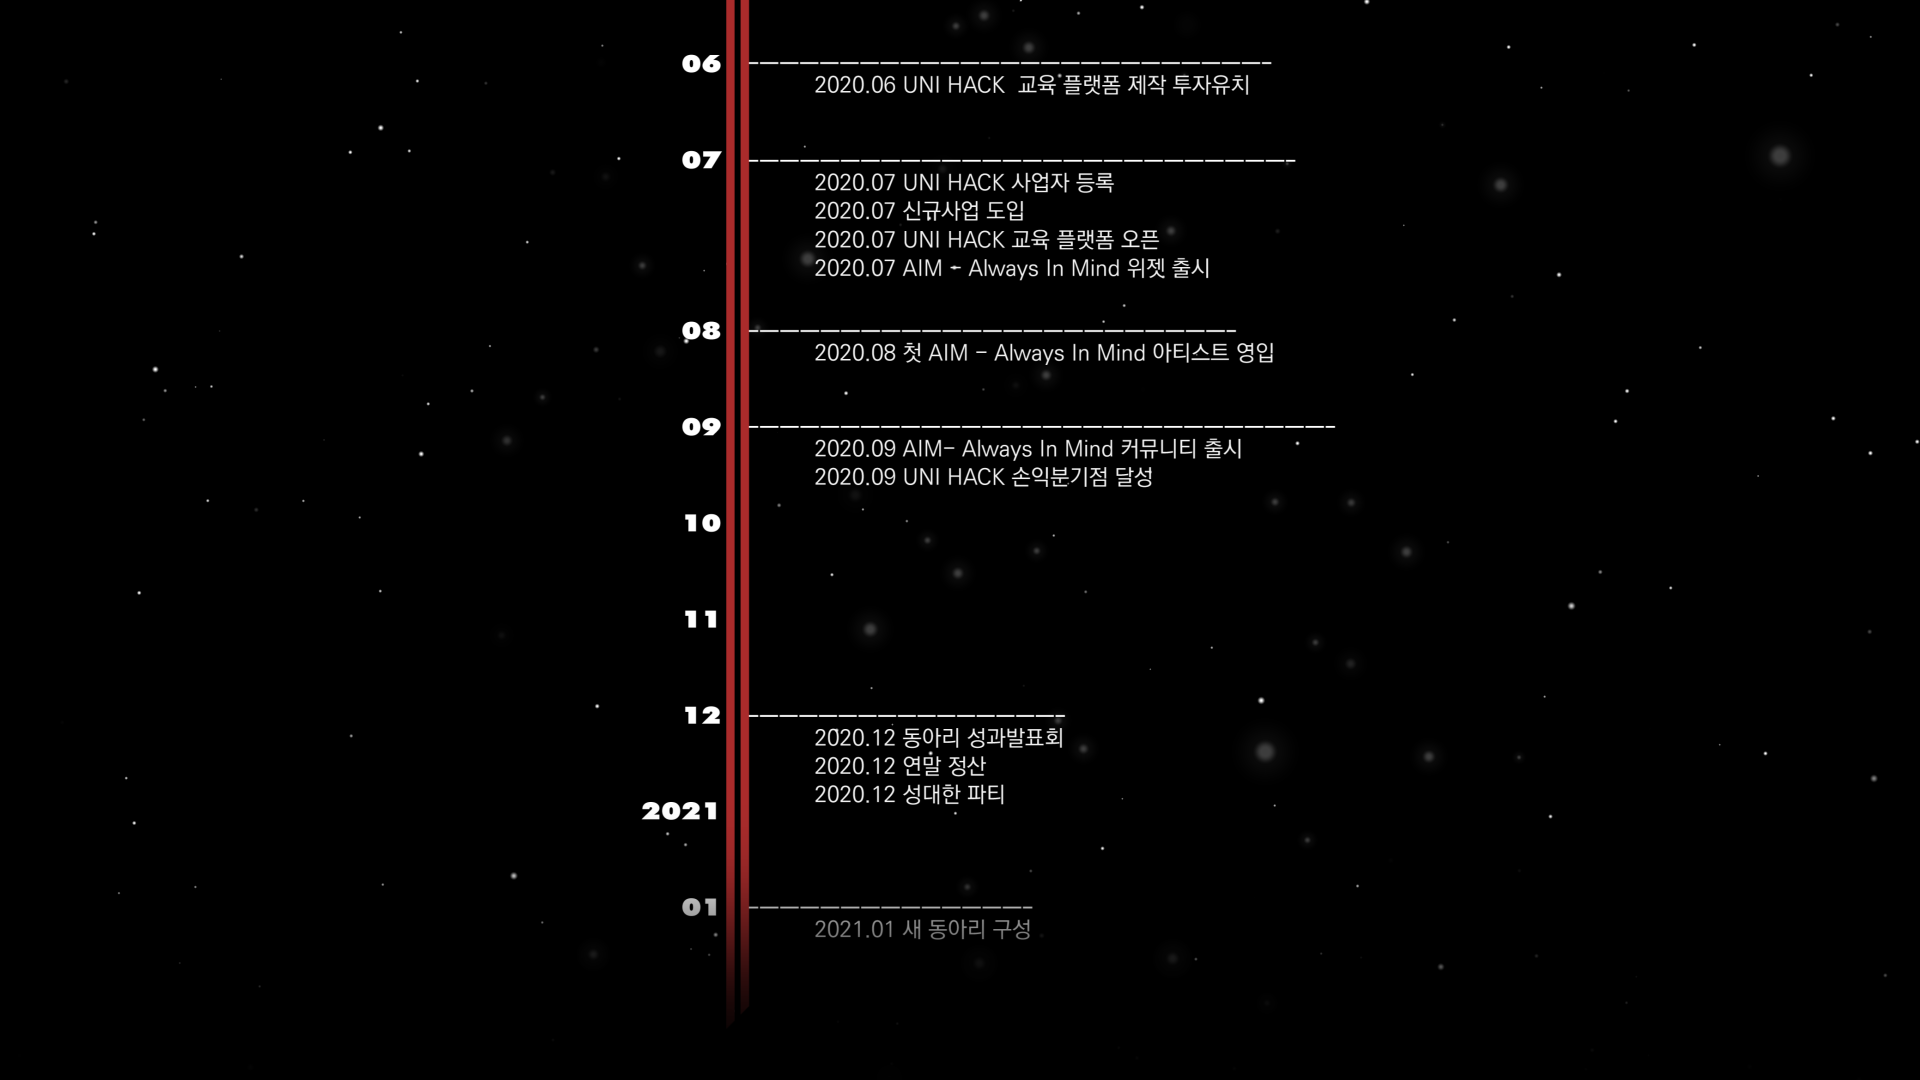 06
2020.06 UNI HACK 교육 플랫폼 제작 투자유치
07
2020.07 UNI HACK 사업자 등록
2020.07 신규사업 도입
2020.07 UNI HACK 교육 플랫폼 오픈
2020.07 AIM - Always In Mind 위젯 출시
08
2020.08 첫 AIM - Always In Mind 아티스트 영입
09
2020.09 AIM- Always In Mind 커뮤니티 출시
2020.09 UNI HACK 손익분기점 달성
10
11
12
2020.12 동아리 성과발표회
2020.12 연말 정산
2020.12 성대한 파티
2021
01
2021.01 새 동아리 구성